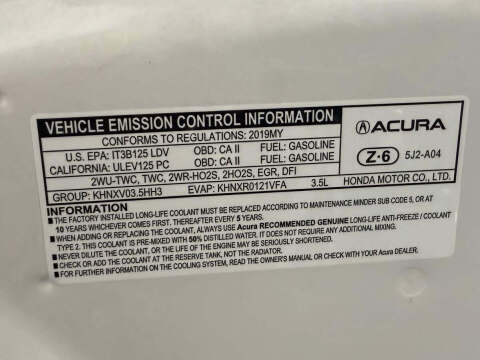 VEHICLE EMISSION CONTROL INFORMATION
CONFORMS TO REGULATIONS: 2019MY
U.S. EPA: IT3B125 LDV OBD: CA II FUEL: GASOLINE
CALIFORNIA: ULEV125 PC OBD: CA II FUEL: GASOLINE
2WU-TWC, TWC, 2WR-HO2S, 2HO2S, EGR, DFI
GROUP: KHNXV03.5HH3 EVAP: KHNXR0121VFA 3.5L
ACURA
Z-6 5J2-A04
HONDA MOTOR CO., LTD.
INFORMATION
■ THE FACTORY INSTALLED LONG-LIFE COOLANT MUST BE REPLACED ACCORDING TO MAINTENANCE MINDER SUB CODE 5, OR AT
10 YEARS WHICHEVER COMES FIRST. THEREAFTER EVERY 5 YEARS.
■ WHEN ADDING OR REPLACING THE COOLANT, ALWAYS USE Acura RECOMMENDED GENUINE LONG-LIFE ANTI-FREEZE / COOLANT
TYPE 2. THIS COOLANT IS PRE-MIXED WITH 50% DISTILLED WATER. IT DOES NOT REQUIRE ANY ADDITIONAL MIXING.
■ NEVER DILUTE THE COOLANT, OR THE LIFE OF THE ENGINE MAY BE SERIOUSLY SHORTENED.
■ CHECK OR ADD THE COOLANT IN THE RESERVE TANK, NOT THE RADIATOR.
■ FOR FURTHER INFORMATION ON THE COOLING SYSTEM, READ THE OWNER'S MANUAL OR CHECK WITH AN Acura DEALER.